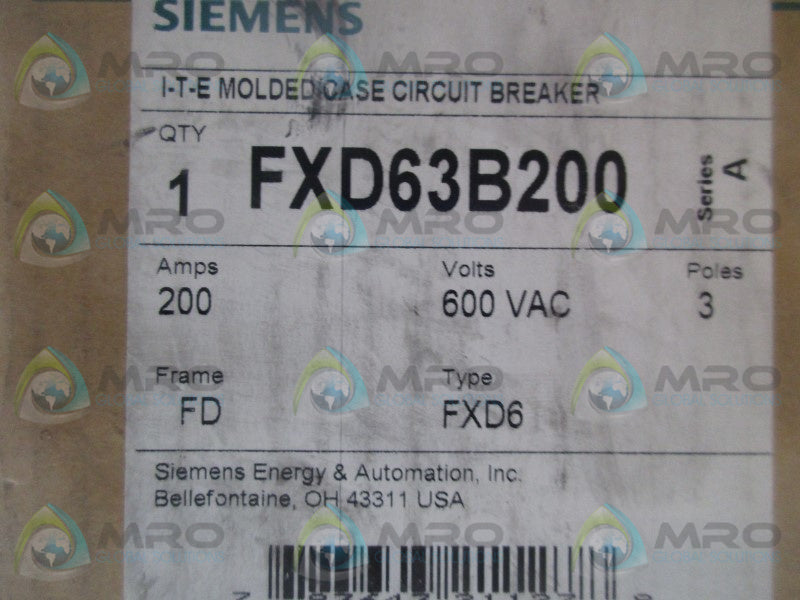 SIEMENS
I-T-E MOLDED CASE CIRCUIT BREAKER
QTY
1 FXD63B200 Series A
Amps Volts Poles
200 600 VAC 3
Frame Type
FD FXD6
Siemens Energy & Automation, Inc.
Bellefontaine, OH 43311 USA
MRO